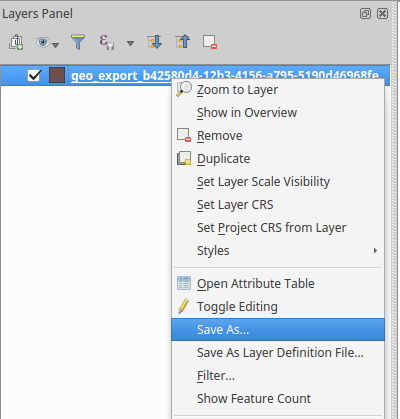 Layers Panel
geo_export_b42580d4-12b3-4156-a795-5190d46968fe
Zoom to Layer
Show in Overview
Remove
Duplicate
Set Layer Scale Visibility
Set Layer CRS
Set Project CRS from Layer
Styles
Open Attribute Table
Toggle Editing
Save As...
Save As Layer Definition File...
Filter...
Show Feature Count